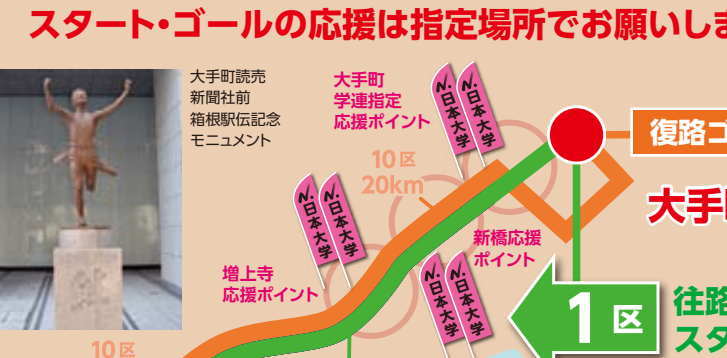 スタート・ゴールの応援は指定場所でお願いしま
大手町読売
新聞社前
箱根駅伝記念
モニュメント
大手町
学連指定
応援ポイント
N.日本大学
N.日本大学
復路ゴ
大手町
10区
20km
N.日本大学
N.日本大学
新橋応援
ポイント
増上寺
応援ポイント
N.日本大学
N.日本大学
1区
往路
スタ
10区